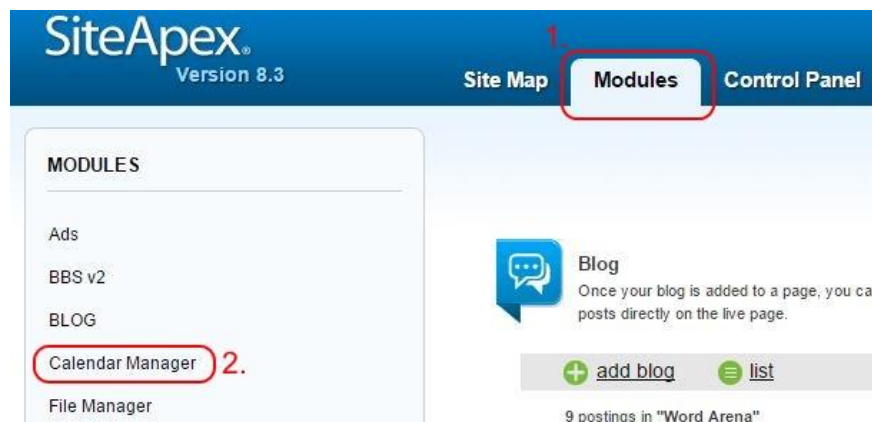 SiteApex®
Version 8.3
1.
Site Map
Modules
Control Panel
MODULES
Ads
BBS v2
BLOG
Calendar Manager
2.
File Manager
Blog
Once your blog is added to a page, you ca
posts directly on the live page.
add blog
list
9 postings in "Word Arena"